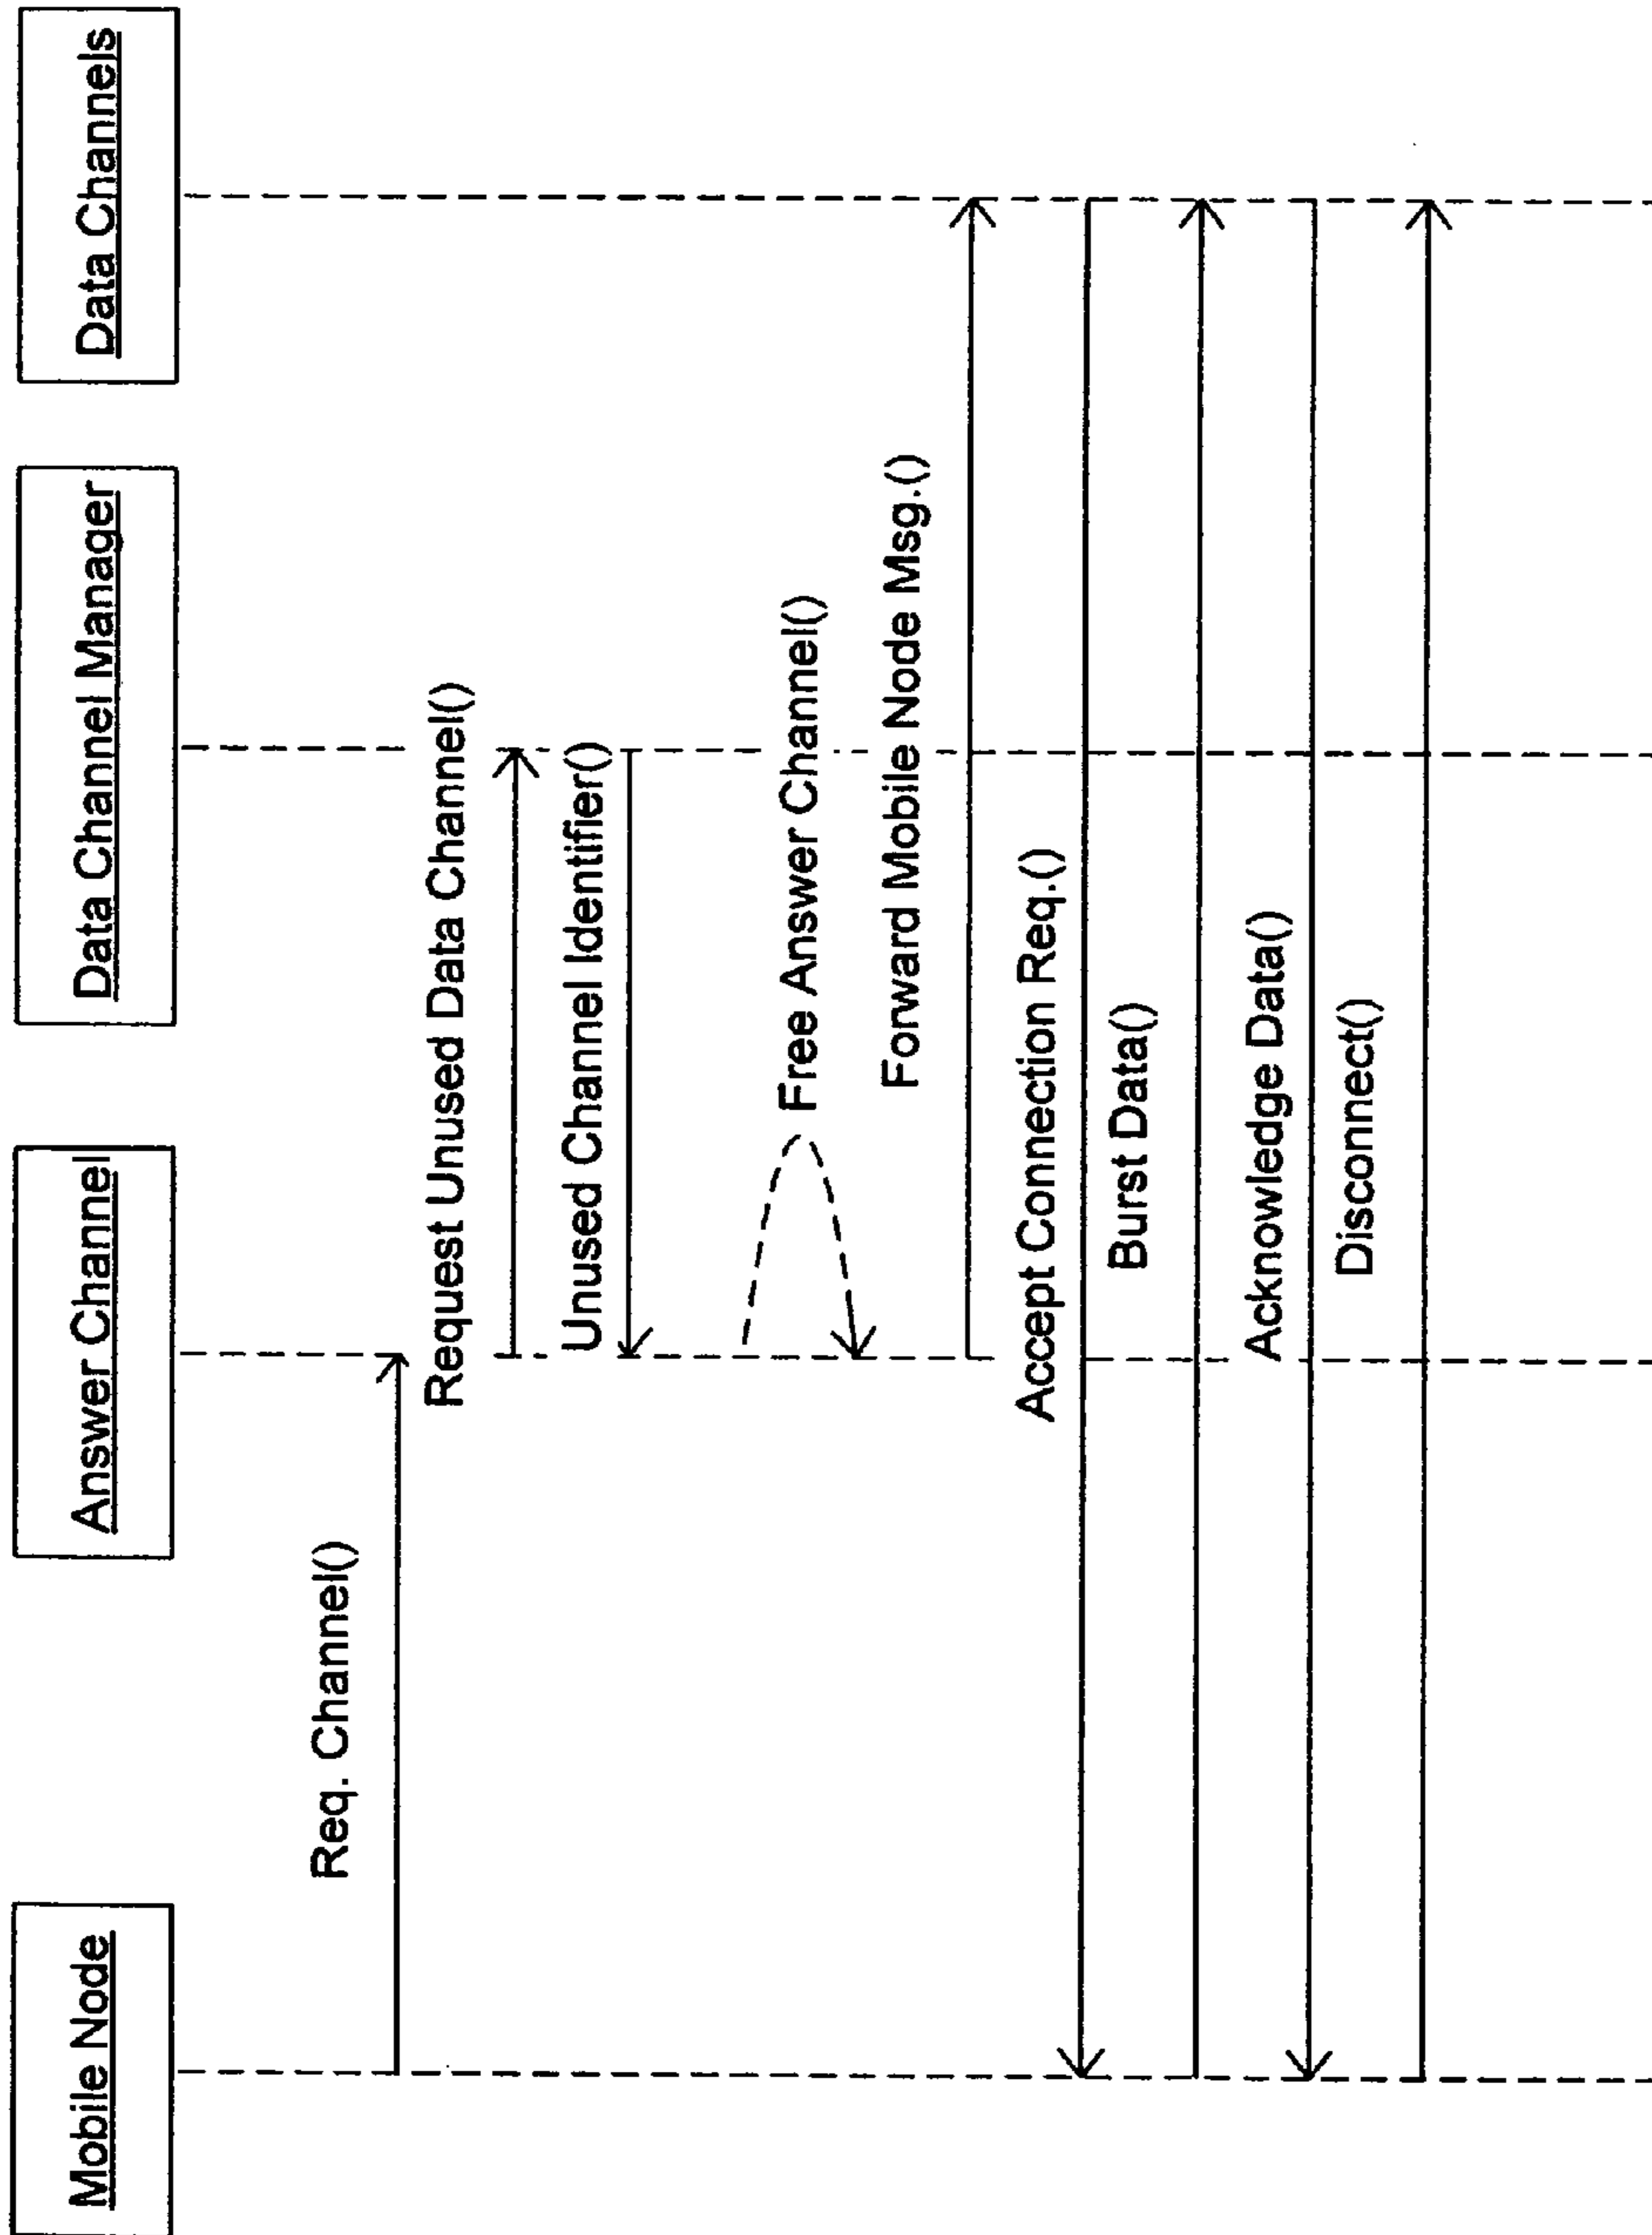 Mobile Node
Answer Channel
Data Channel Manager
Data Channels
Req. Channel()
Request Unused Data Channel()
Unused Channel Identifier()
Free Answer Channel()
Forward Mobile Node Msg.()
Accept Connection Req.()
Burst Data()
Acknowledge Data()
Disconnect()